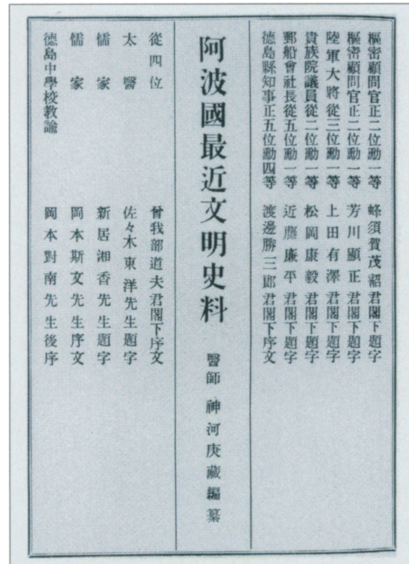 樞密顧問官正二位勳一等 蜂須賀茂韶君閣下題字
樞密顧問官正二位勳一等 芳川顯正君閣下題字
陸軍大將從三位勳一等 上田有澤君閣下題字
貴族院議員從二位勳一等 松岡康毅君閣下題字
郵船會社長從五位勳一等 近藤廉平君閣下題字
德島縣知事正五位勳四等 渡邊勝三郎君閣下序文
阿波國最近文明史料 醫師 神河庚藏編纂
從四位 曾我部道夫君閣下序文
太醫 佐々木東洋先生題字
儒家 新居湘香先生題字
儒家 岡本斯文先生序文
德島中學校教諭 岡本對南先生後序